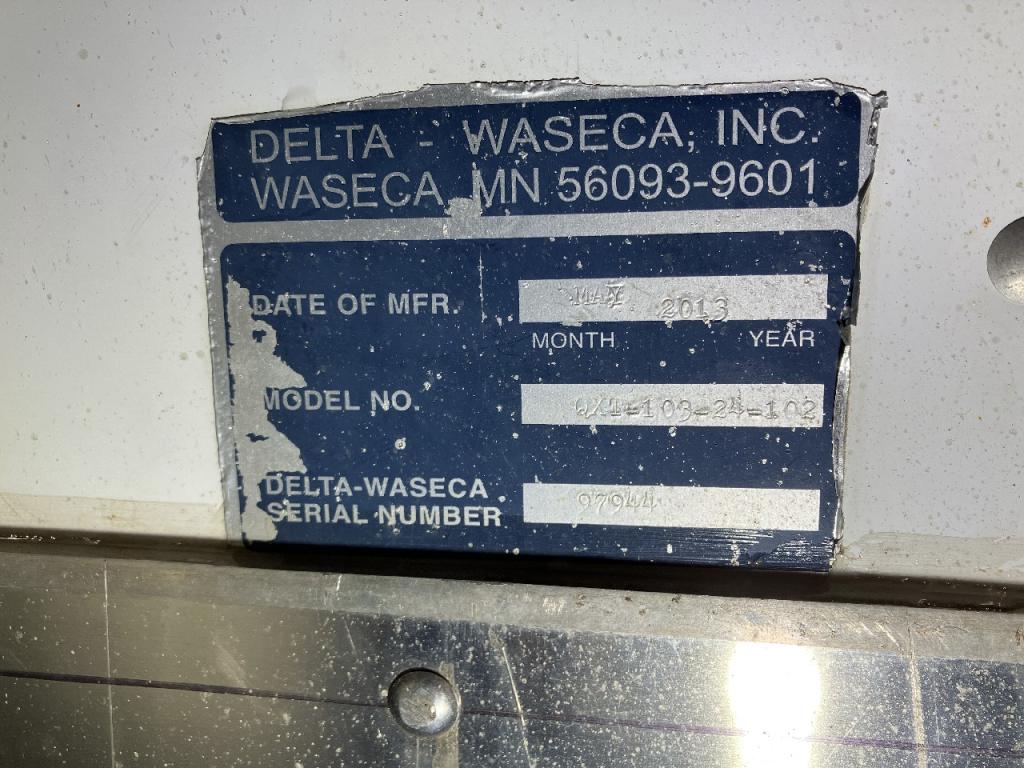 DELTA - WASECA, INC.
WASECA, MN 56093-9601
DATE OF MFR. MAY 2013
MONTH YEAR
MODEL NO. QXT-103-24-102
DELTA-WASECA
SERIAL NUMBER 97944